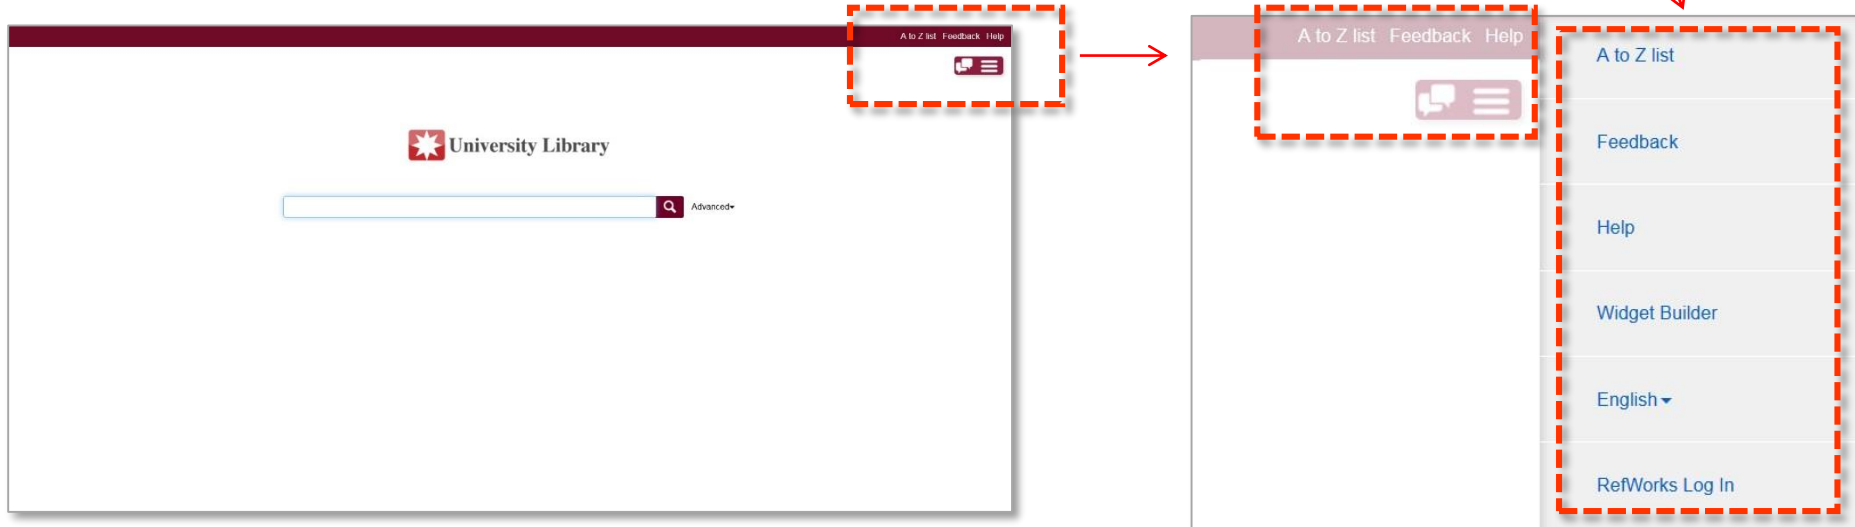 A to Z list Feedback Help
University Library
Advanced
A to Z list Feedback Help
A to Z list
Feedback
Help
Widget Builder
English
RefWorks Log In